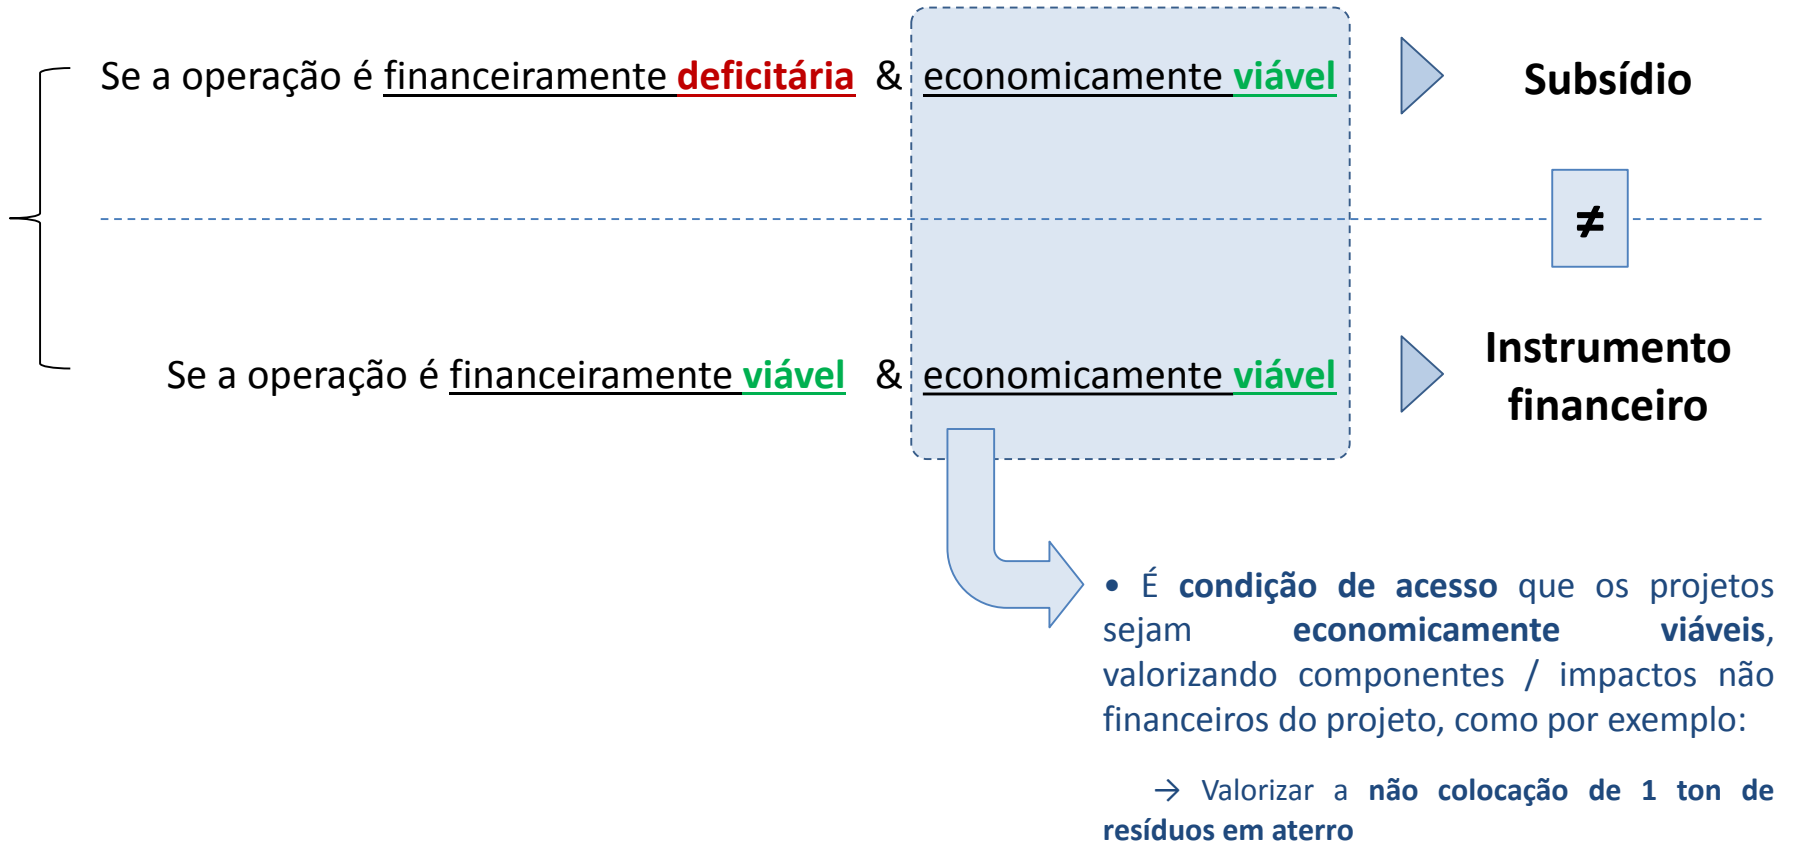 Se a operação é financeiramente deficitária & economicamente viável
Subsídio
≠
Se a operação é financeiramente viável & economicamente viável
Instrumento
financeiro
• É condição de acesso que os projetos
sejam economicamente viáveis,
valorizando componentes / impactos não
financeiros do projeto, como por exemplo:
→ Valorizar a não colocação de 1 ton de
resíduos em aterro